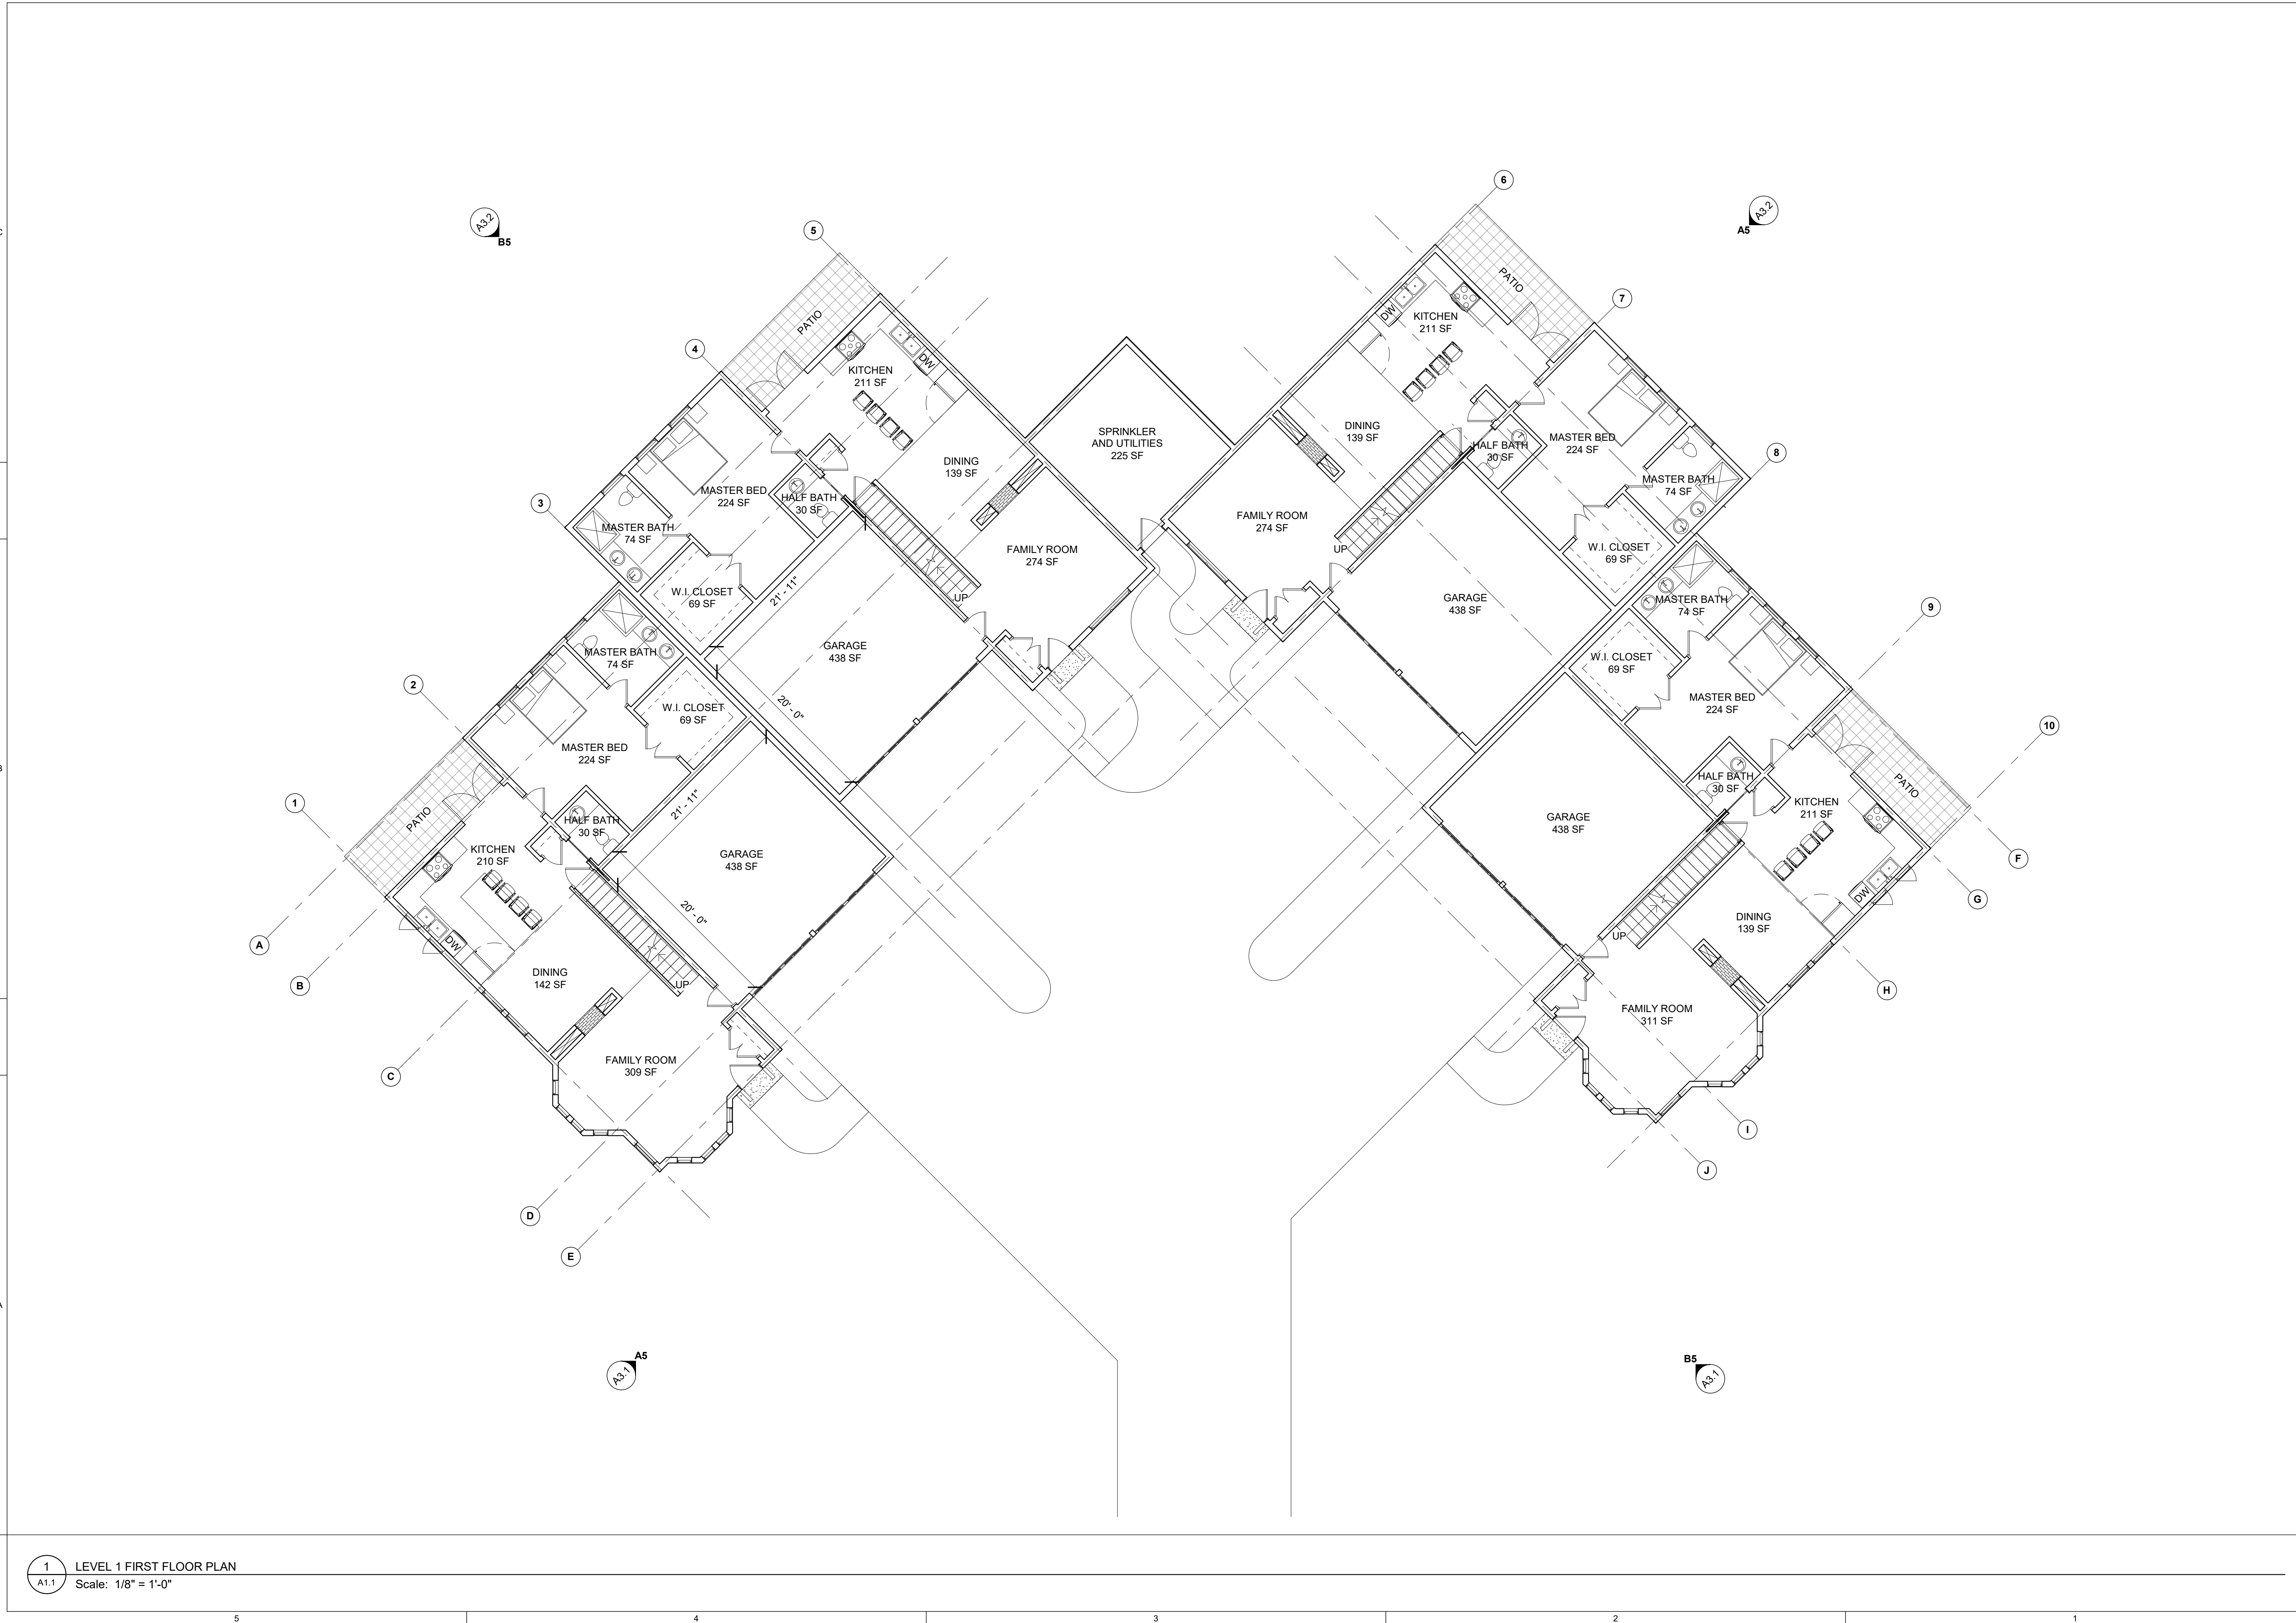 6
A3.2
B5
A3.2
A5
5
PATIO
7
DW
KITCHEN
211 SF
4
PATIO
DW
KITCHEN
211 SF
SPRINKLER
AND UTILITIES
225 SF
DINING
139 SF
HALF BATH
30 SF
MASTER BED
224 SF
8
DINING
139 SF
MASTER BED
224 SF
HALF BATH
30 SF
MASTER BATH
74 SF
3
MASTER BATH
74 SF
FAMILY ROOM
274 SF
UP
FAMILY ROOM
274 SF
W.I. CLOSET
69 SF
W.I. CLOSET
69 SF
21' - 11"
UP
GARAGE
438 SF
MASTER BATH
74 SF
9
MASTER BATH
74 SF
GARAGE
438 SF
W.I. CLOSET
69 SF
2
W.I. CLOSET
69 SF
20' - 0"
MASTER BED
224 SF
10
MASTER BED
224 SF
HALF BATH
30 SF
PATIO
1
PATIO
21' - 11"
KITCHEN
211 SF
HALF BATH
30 SF
GARAGE
438 SF
KITCHEN
210 SF
GARAGE
438 SF
F
DW
G
20' - 0"
DINING
139 SF
UP
A
DW
B
DINING
142 SF
UP
H
FAMILY ROOM
311 SF
C
FAMILY ROOM
309 SF
I
J
D
E
A5
A3.1
B5
A3.1
1
A1.1
LEVEL 1 FIRST FLOOR PLAN
Scale: 1/8" = 1'-0"
5
4
3
2
1